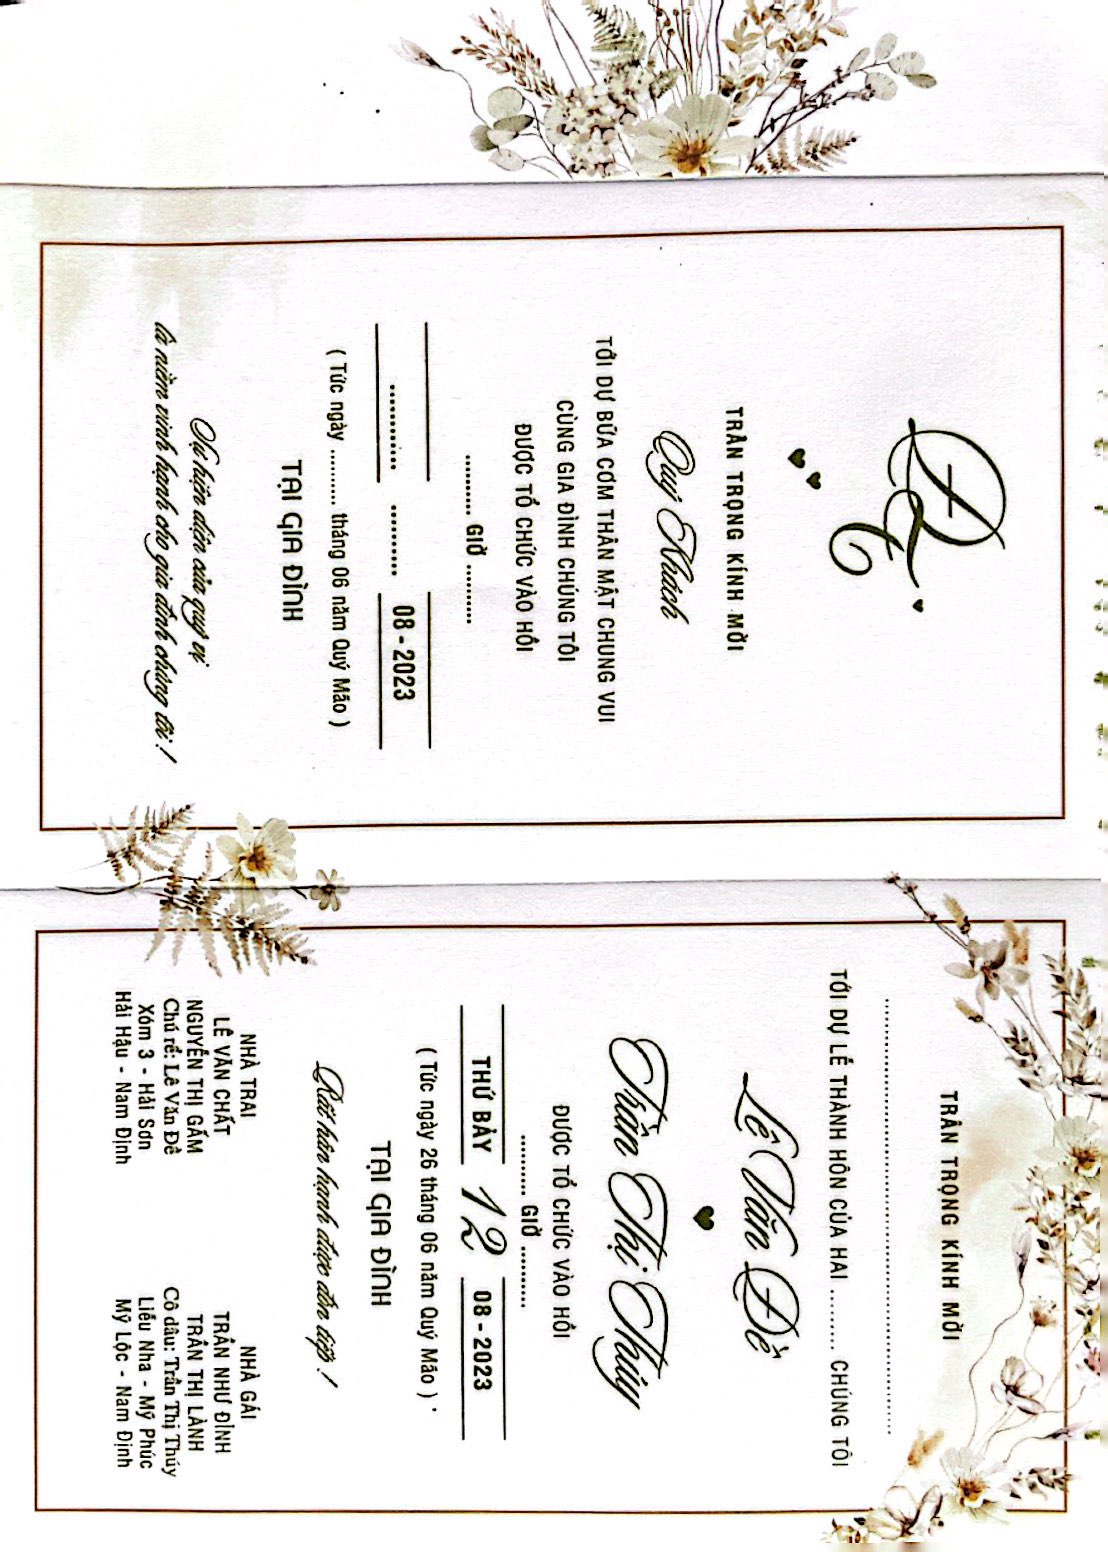 ĐT
TRÂN TRỌNG KÍNH MỜI
Quý Khách
TỚI DỰ BỮA CƠM THÂN MẬT CHUNG VUI
CÙNG GIA ĐÌNH CHÚNG TÔI
ĐƯỢC TỔ CHỨC VÀO HỒI
.......... GIỜ ..........
............ .......... 08 - 2023
( Tức ngày .......... tháng 06 năm Quý Mão )
TẠI GIA ĐÌNH
Sự hiện diện của quý vị
là niềm vinh hạnh cho gia đình chúng tôi !
TRÂN TRỌNG KÍNH MỜI
................................................................................
TỚI DỰ LỄ THÀNH HÔN CỦA HAI ......... CHÚNG TÔI
Lê Văn Đề
Trần Thị Thúy
ĐƯỢC TỔ CHỨC VÀO HỒI
.......... GIỜ ..........
THỨ BẢY 12 08 - 2023
( Tức ngày 26 tháng 06 năm Quý Mão )
TẠI GIA ĐÌNH
Rất hân hạnh được đón tiếp !
NHÀ TRAI
LÊ VĂN CHẤT
NGUYỄN THỊ GẤM
Chú rể: Lê Văn Đề
Xóm 3 - Hải Sơn
Hải Hậu - Nam Định
NHÀ GÁI
TRẦN NHƯ ĐỈNH
TRẦN THỊ LÀNH
Cô dâu: Trần Thị Thúy
Liễu Nha - Mỹ Phúc
Mỹ Lộc - Nam Định